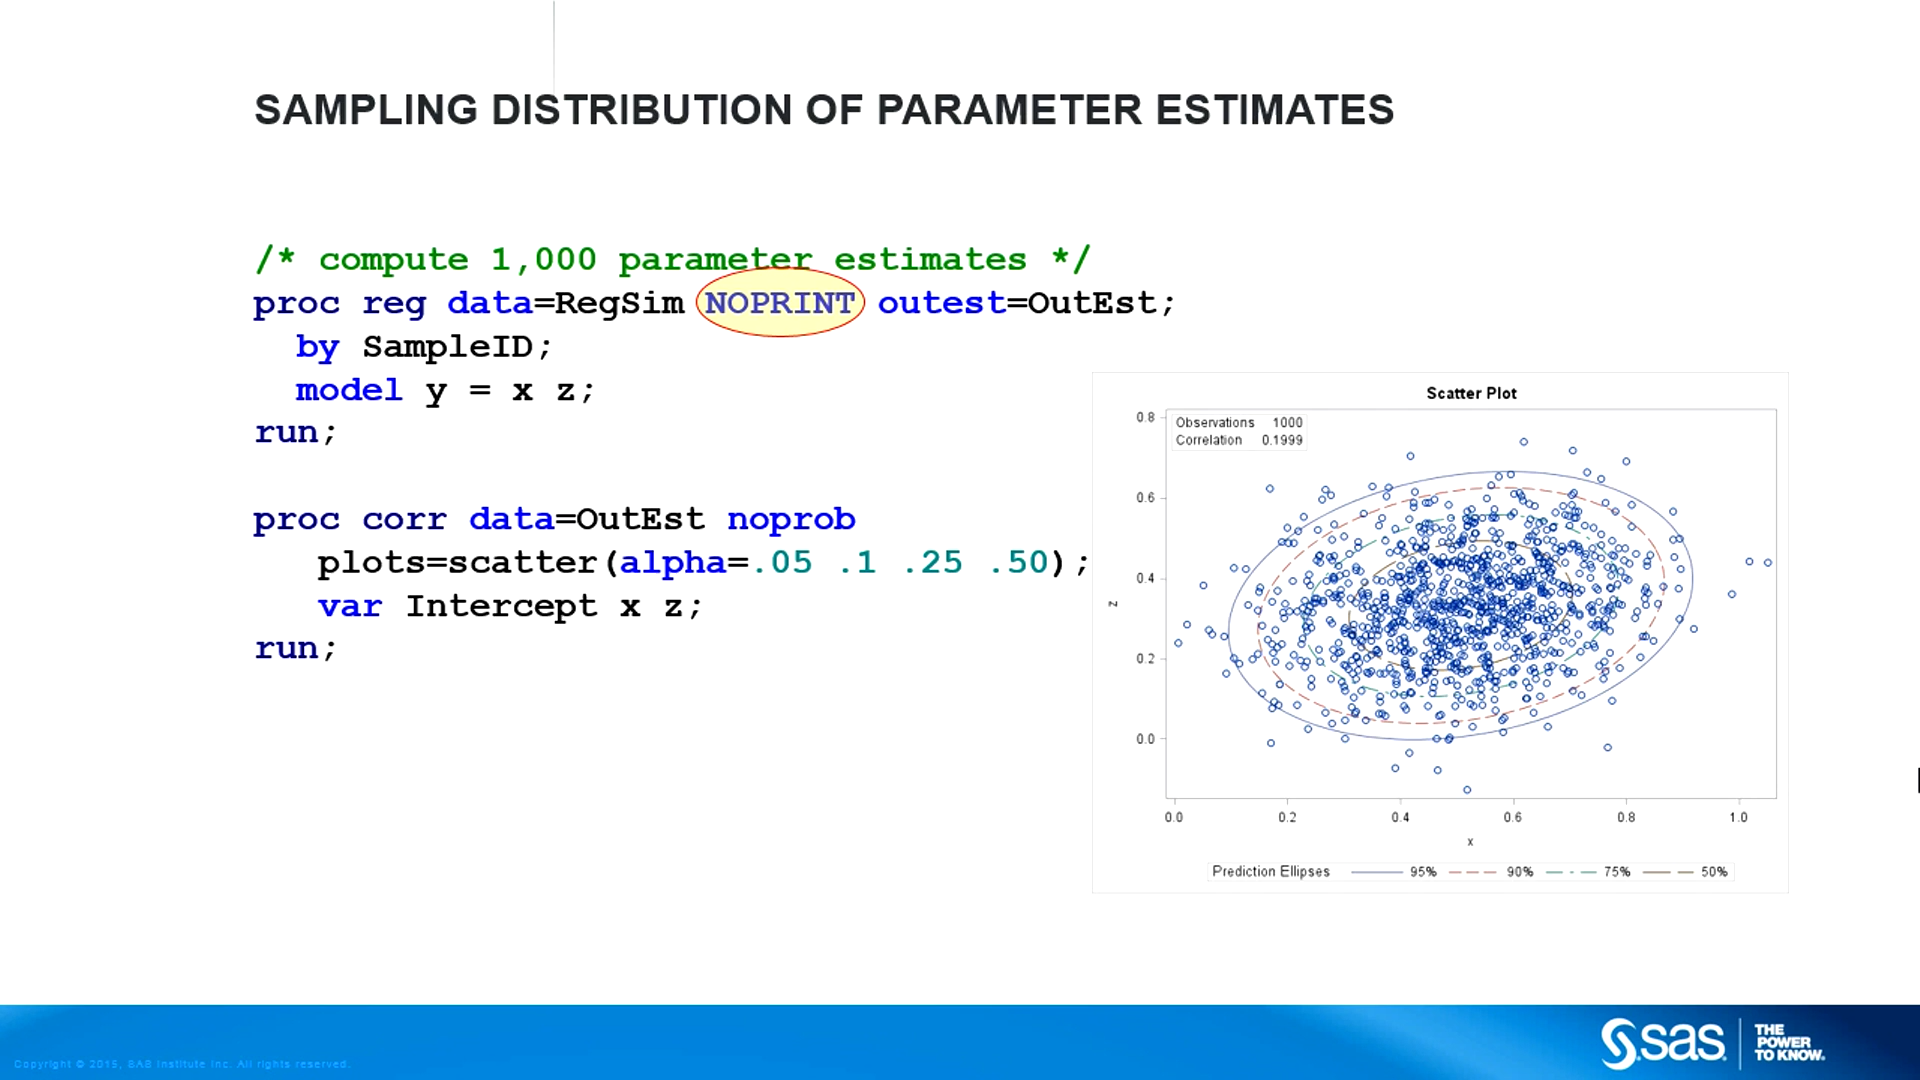 SAMPLING DISTRIBUTION OF PARAMETER ESTIMATES
/* compute 1,000 parameter estimates */
proc reg data=RegSim NOPRINT outest=OutEst;
by SampleID;
model y = x z;
run;
proc corr data=OutEst noprob
plots=scatter(alpha=.05 .1 .25 .50);
var Intercept x z;
run;
Scatter Plot
Observations 1000
Correlation 0.1999
0.8
0.6
0.4
0.2
0.0
z
0.0 0.2 0.4 0.6 0.8 1.0
x
Prediction Ellipses 95% 90% 75% 50%
Copyright © 2015, SAS Institute Inc. All rights reserved.
sas
THE
POWER
TO KNOW.